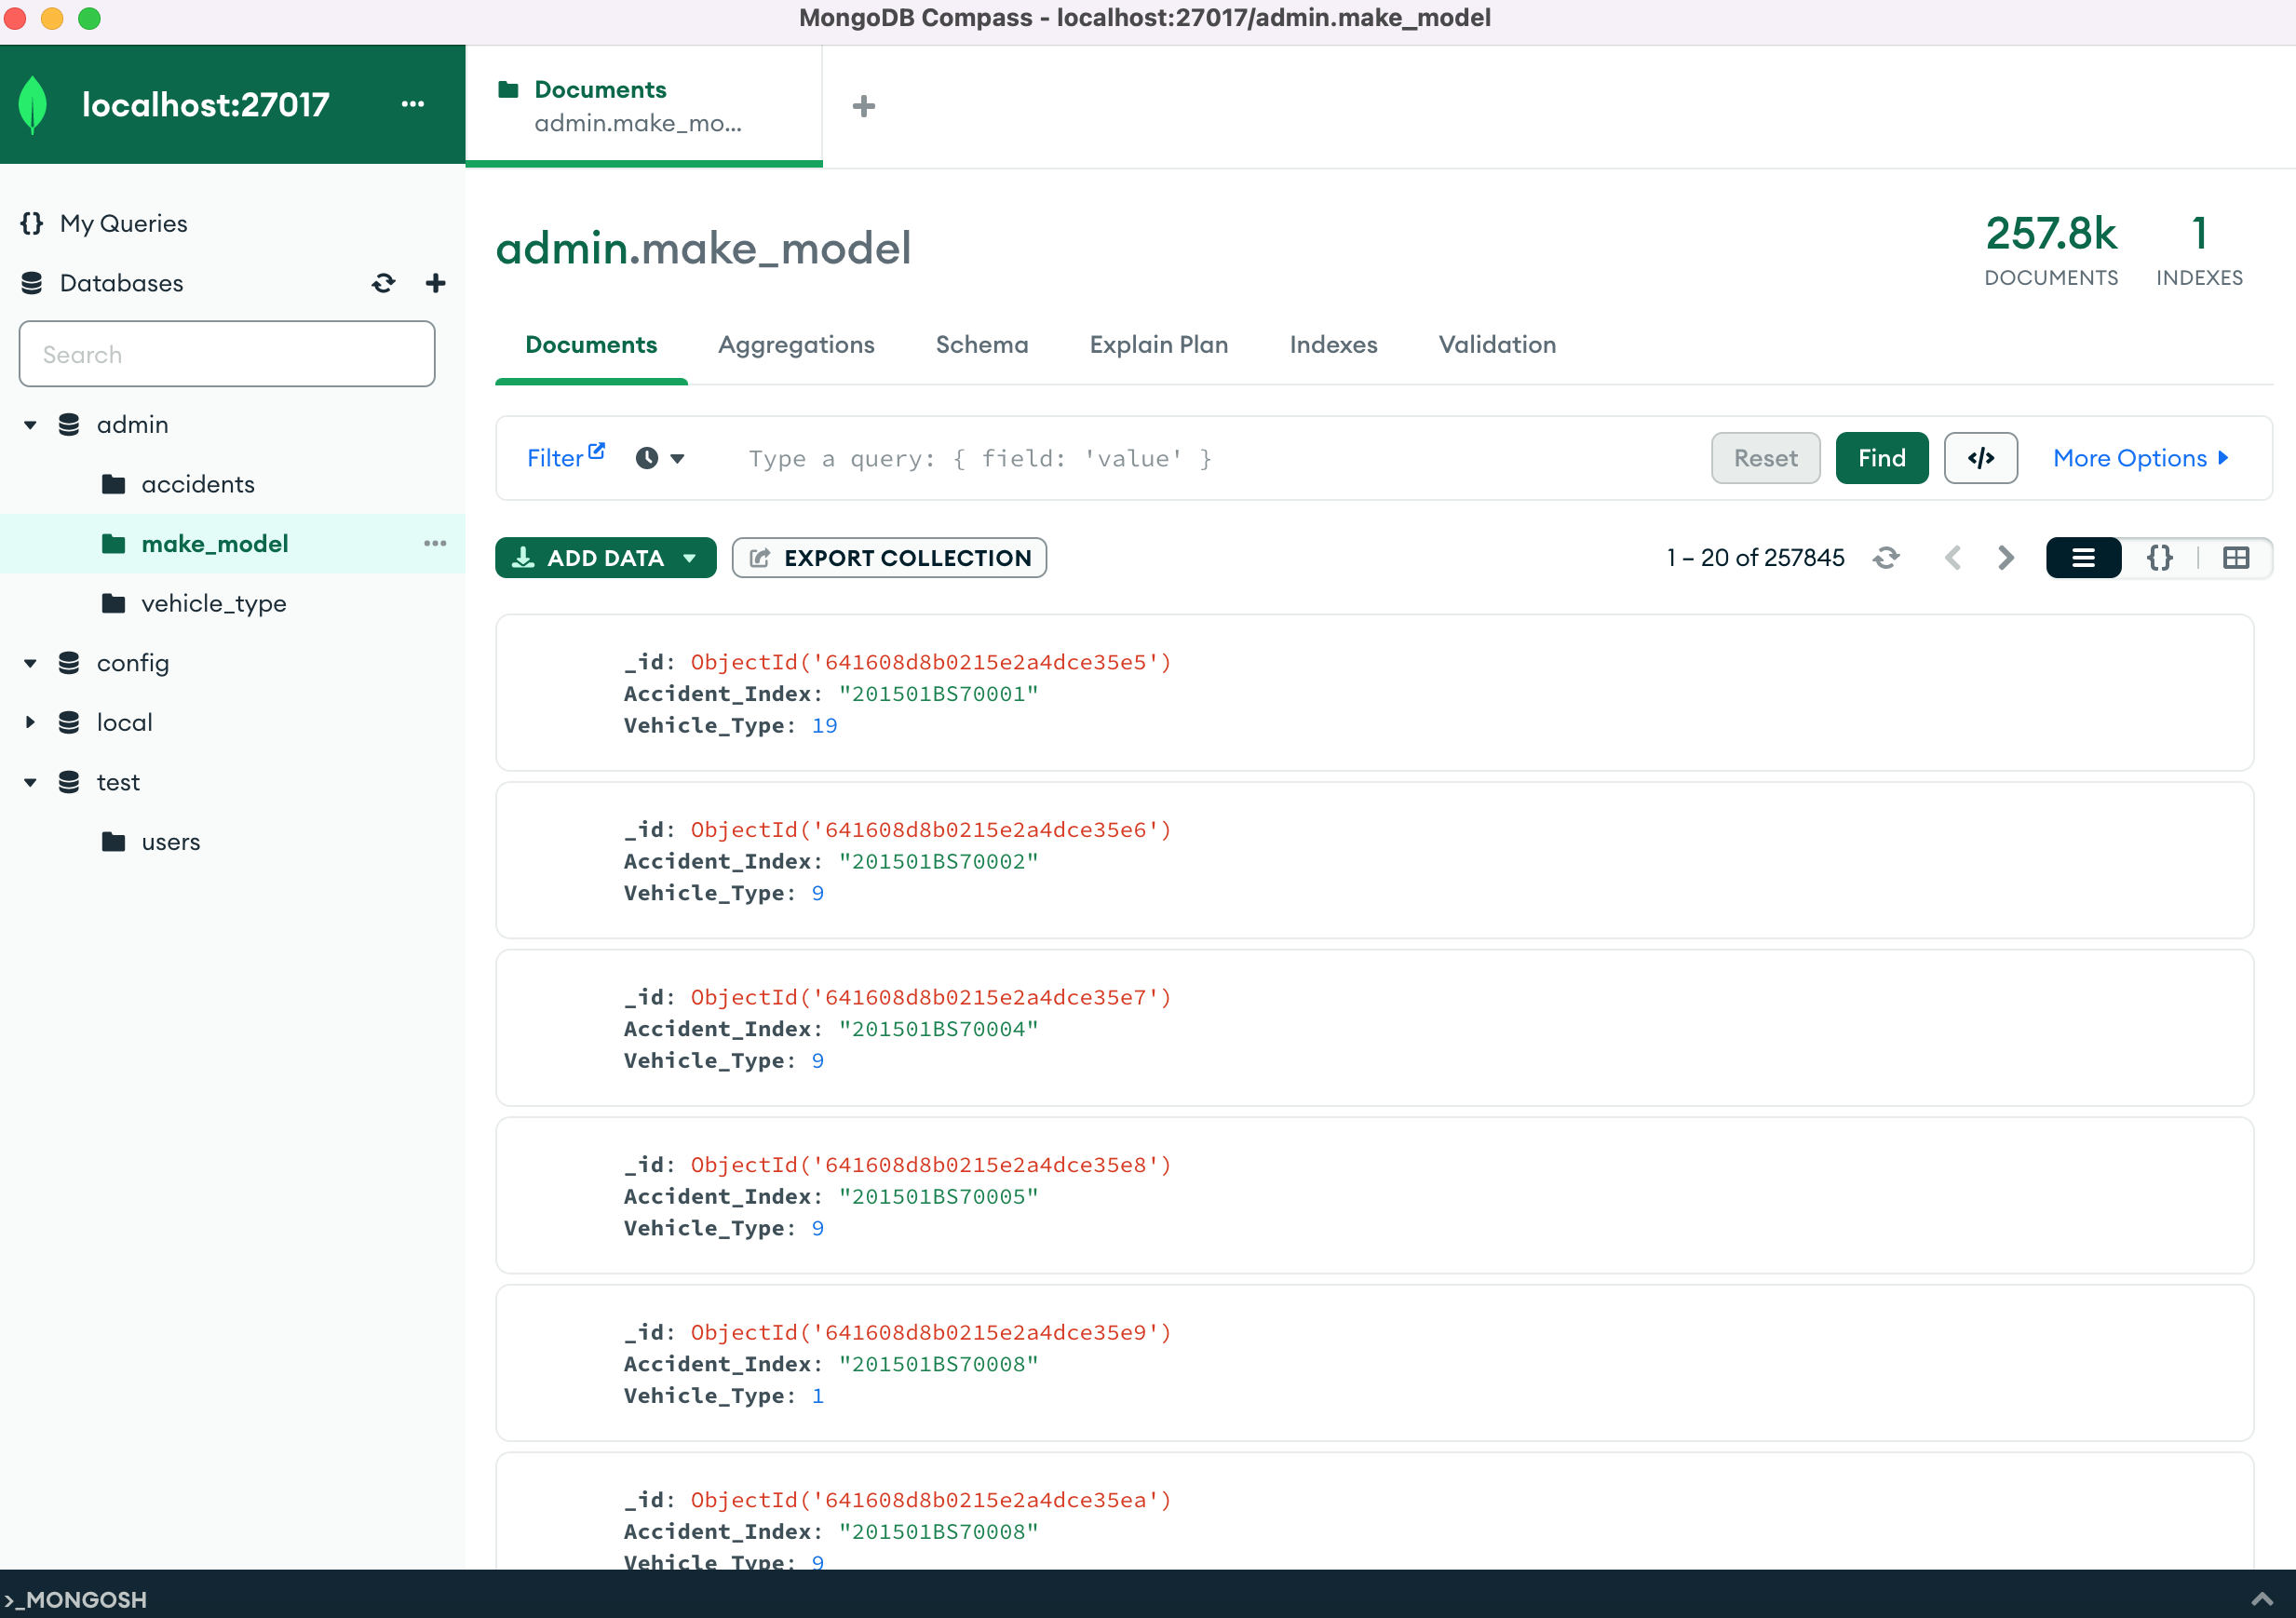 MongoDB Compass - localhost:27017/admin.make_model
localhost:27017
My Queries
Databases
Search
admin
accidents
make_model
vehicle_type
config
local
test
users
Documents
admin.make_mo...
admin.make_model
257.8k
DOCUMENTS
1
INDEXES
Documents Aggregations Schema Explain Plan Indexes Validation
Filter Type a query: { field: 'value' } Reset Find </> More Options
ADD DATA EXPORT COLLECTION 1 – 20 of 257845 {}
_id: ObjectId('641608d8b0215e2a4dce35e5')
Accident_Index: "201501BS70001"
Vehicle_Type: 19
_id: ObjectId('641608d8b0215e2a4dce35e6')
Accident_Index: "201501BS70002"
Vehicle_Type: 9
_id: ObjectId('641608d8b0215e2a4dce35e7')
Accident_Index: "201501BS70004"
Vehicle_Type: 9
_id: ObjectId('641608d8b0215e2a4dce35e8')
Accident_Index: "201501BS70005"
Vehicle_Type: 9
_id: ObjectId('641608d8b0215e2a4dce35e9')
Accident_Index: "201501BS70008"
Vehicle_Type: 1
_id: ObjectId('641608d8b0215e2a4dce35ea')
Accident_Index: "201501BS70008"
Vehicle_Type: 9
>_MONGOSH